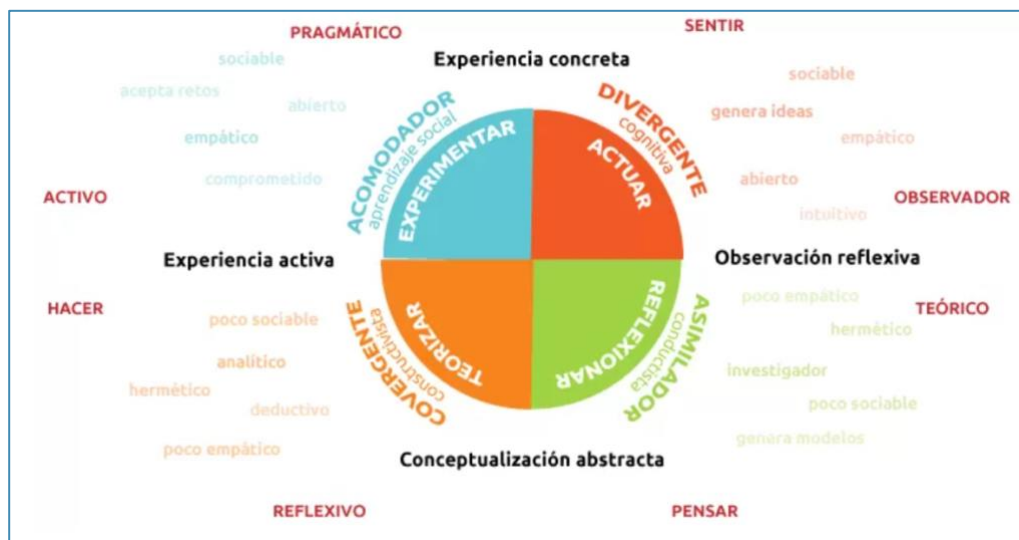 PRAGMÁTICO
SENTIR
sociable
Experiencia concreta
sociable
acepta retos
abierto
genera ideas
empático
empático
comprometido
abierto
intuitivo
ACOMODADOR
aprendizaje social
EXPERIMENTAR
DIVERGENTE
cognitiva
ACTUAR
ACTIVO
OBSERVADOR
Experiencia activa
Observación reflexiva
HACER
TEÓRICO
poco sociable
analítico
hermético
deductivo
poco empático
COVERGENTE
constructivista
TEORIZAR
REFLEXIONAR
ASIMILADOR
conductista
poco empático
hermético
investigador
poco sociable
genera modelos
Conceptualización abstracta
REFLEXIVO
PENSAR